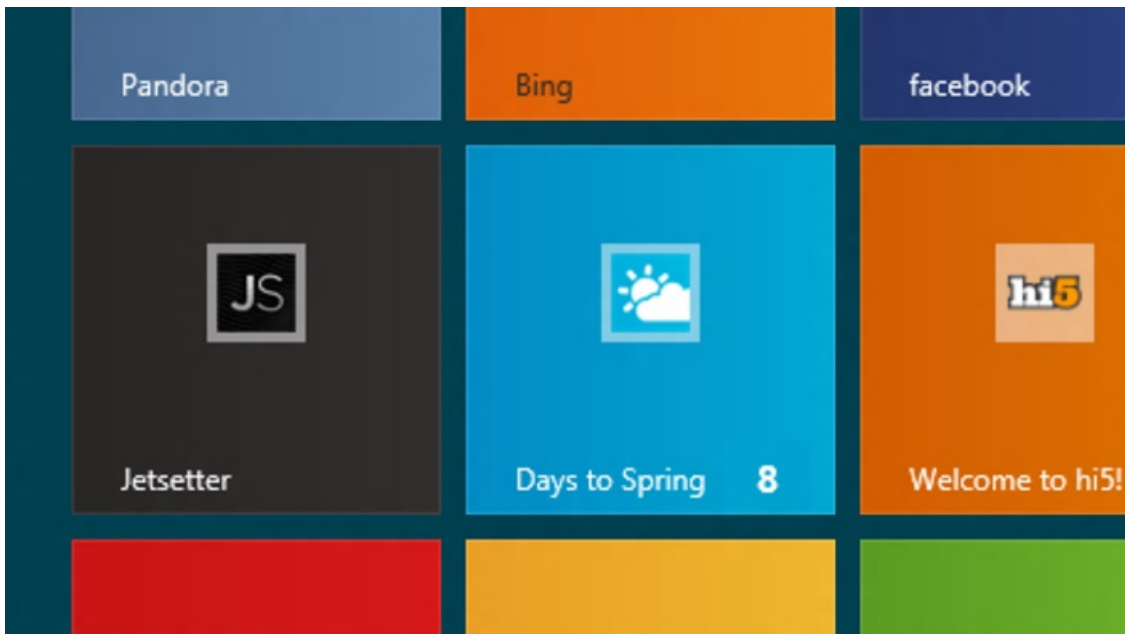 Pandora
Bing
facebook
JS
hi5
Jetsetter
Days to Spring 8
Welcome to hi5!